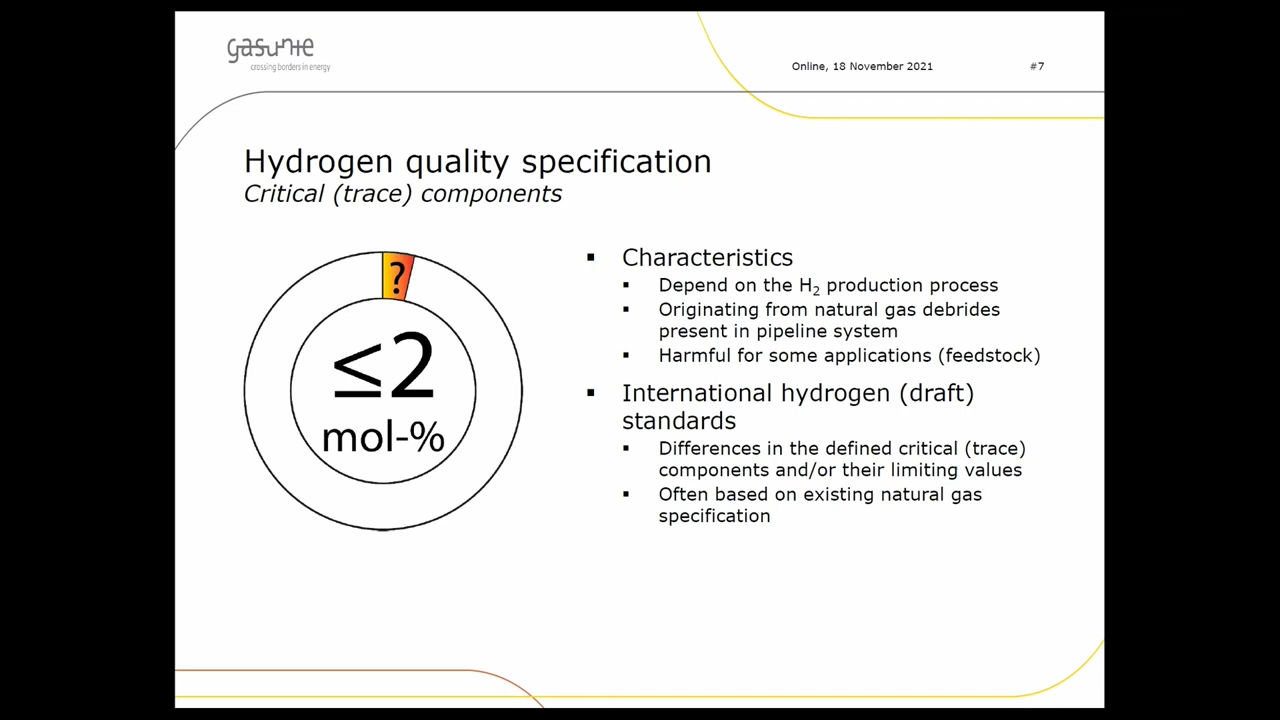 gasunie
crossing borders in energy
Online, 18 November 2021
#7
Hydrogen quality specification
Critical (trace) components
?
≤2
mol-%
▪ Characteristics
▪ Depend on the H₂ production process
▪ Originating from natural gas debrides
present in pipeline system
▪ Harmful for some applications (feedstock)
▪ International hydrogen (draft)
standards
▪ Differences in the defined critical (trace)
components and/or their limiting values
▪ Often based on existing natural gas
specification